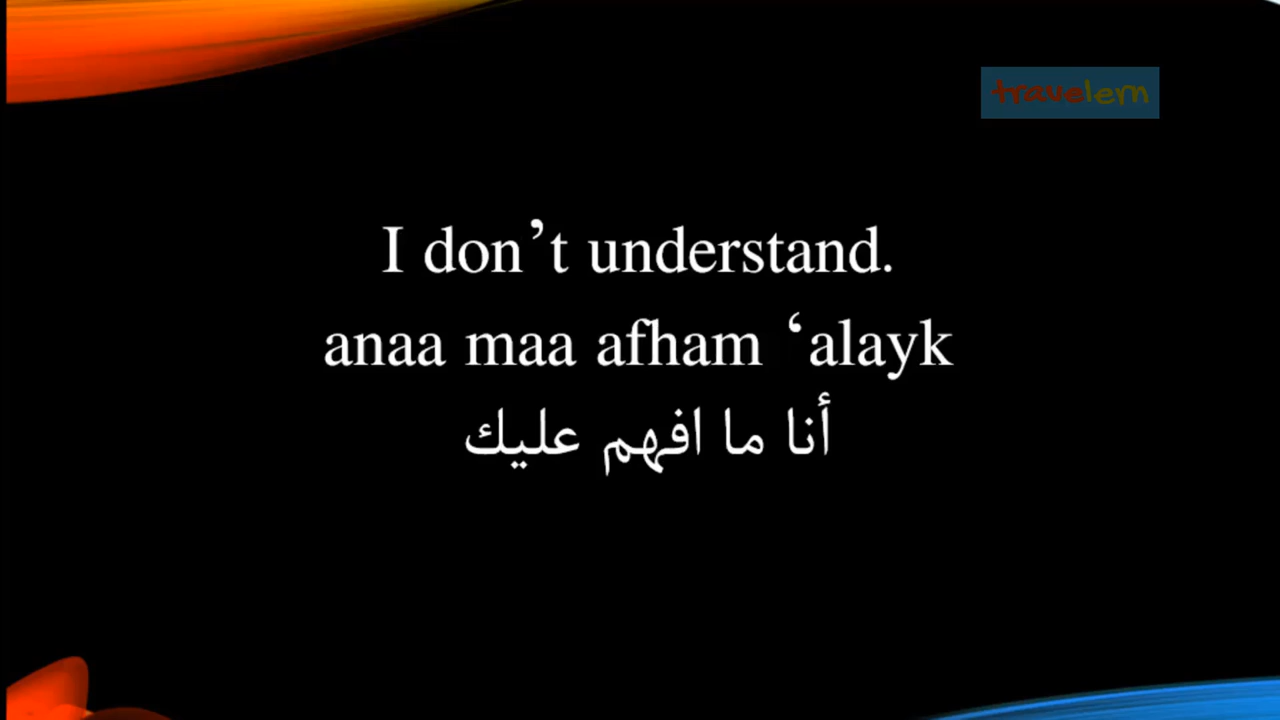 travelern
I don’t understand.
anaa maa afham ‘alayk
أنا ما افهم عليك